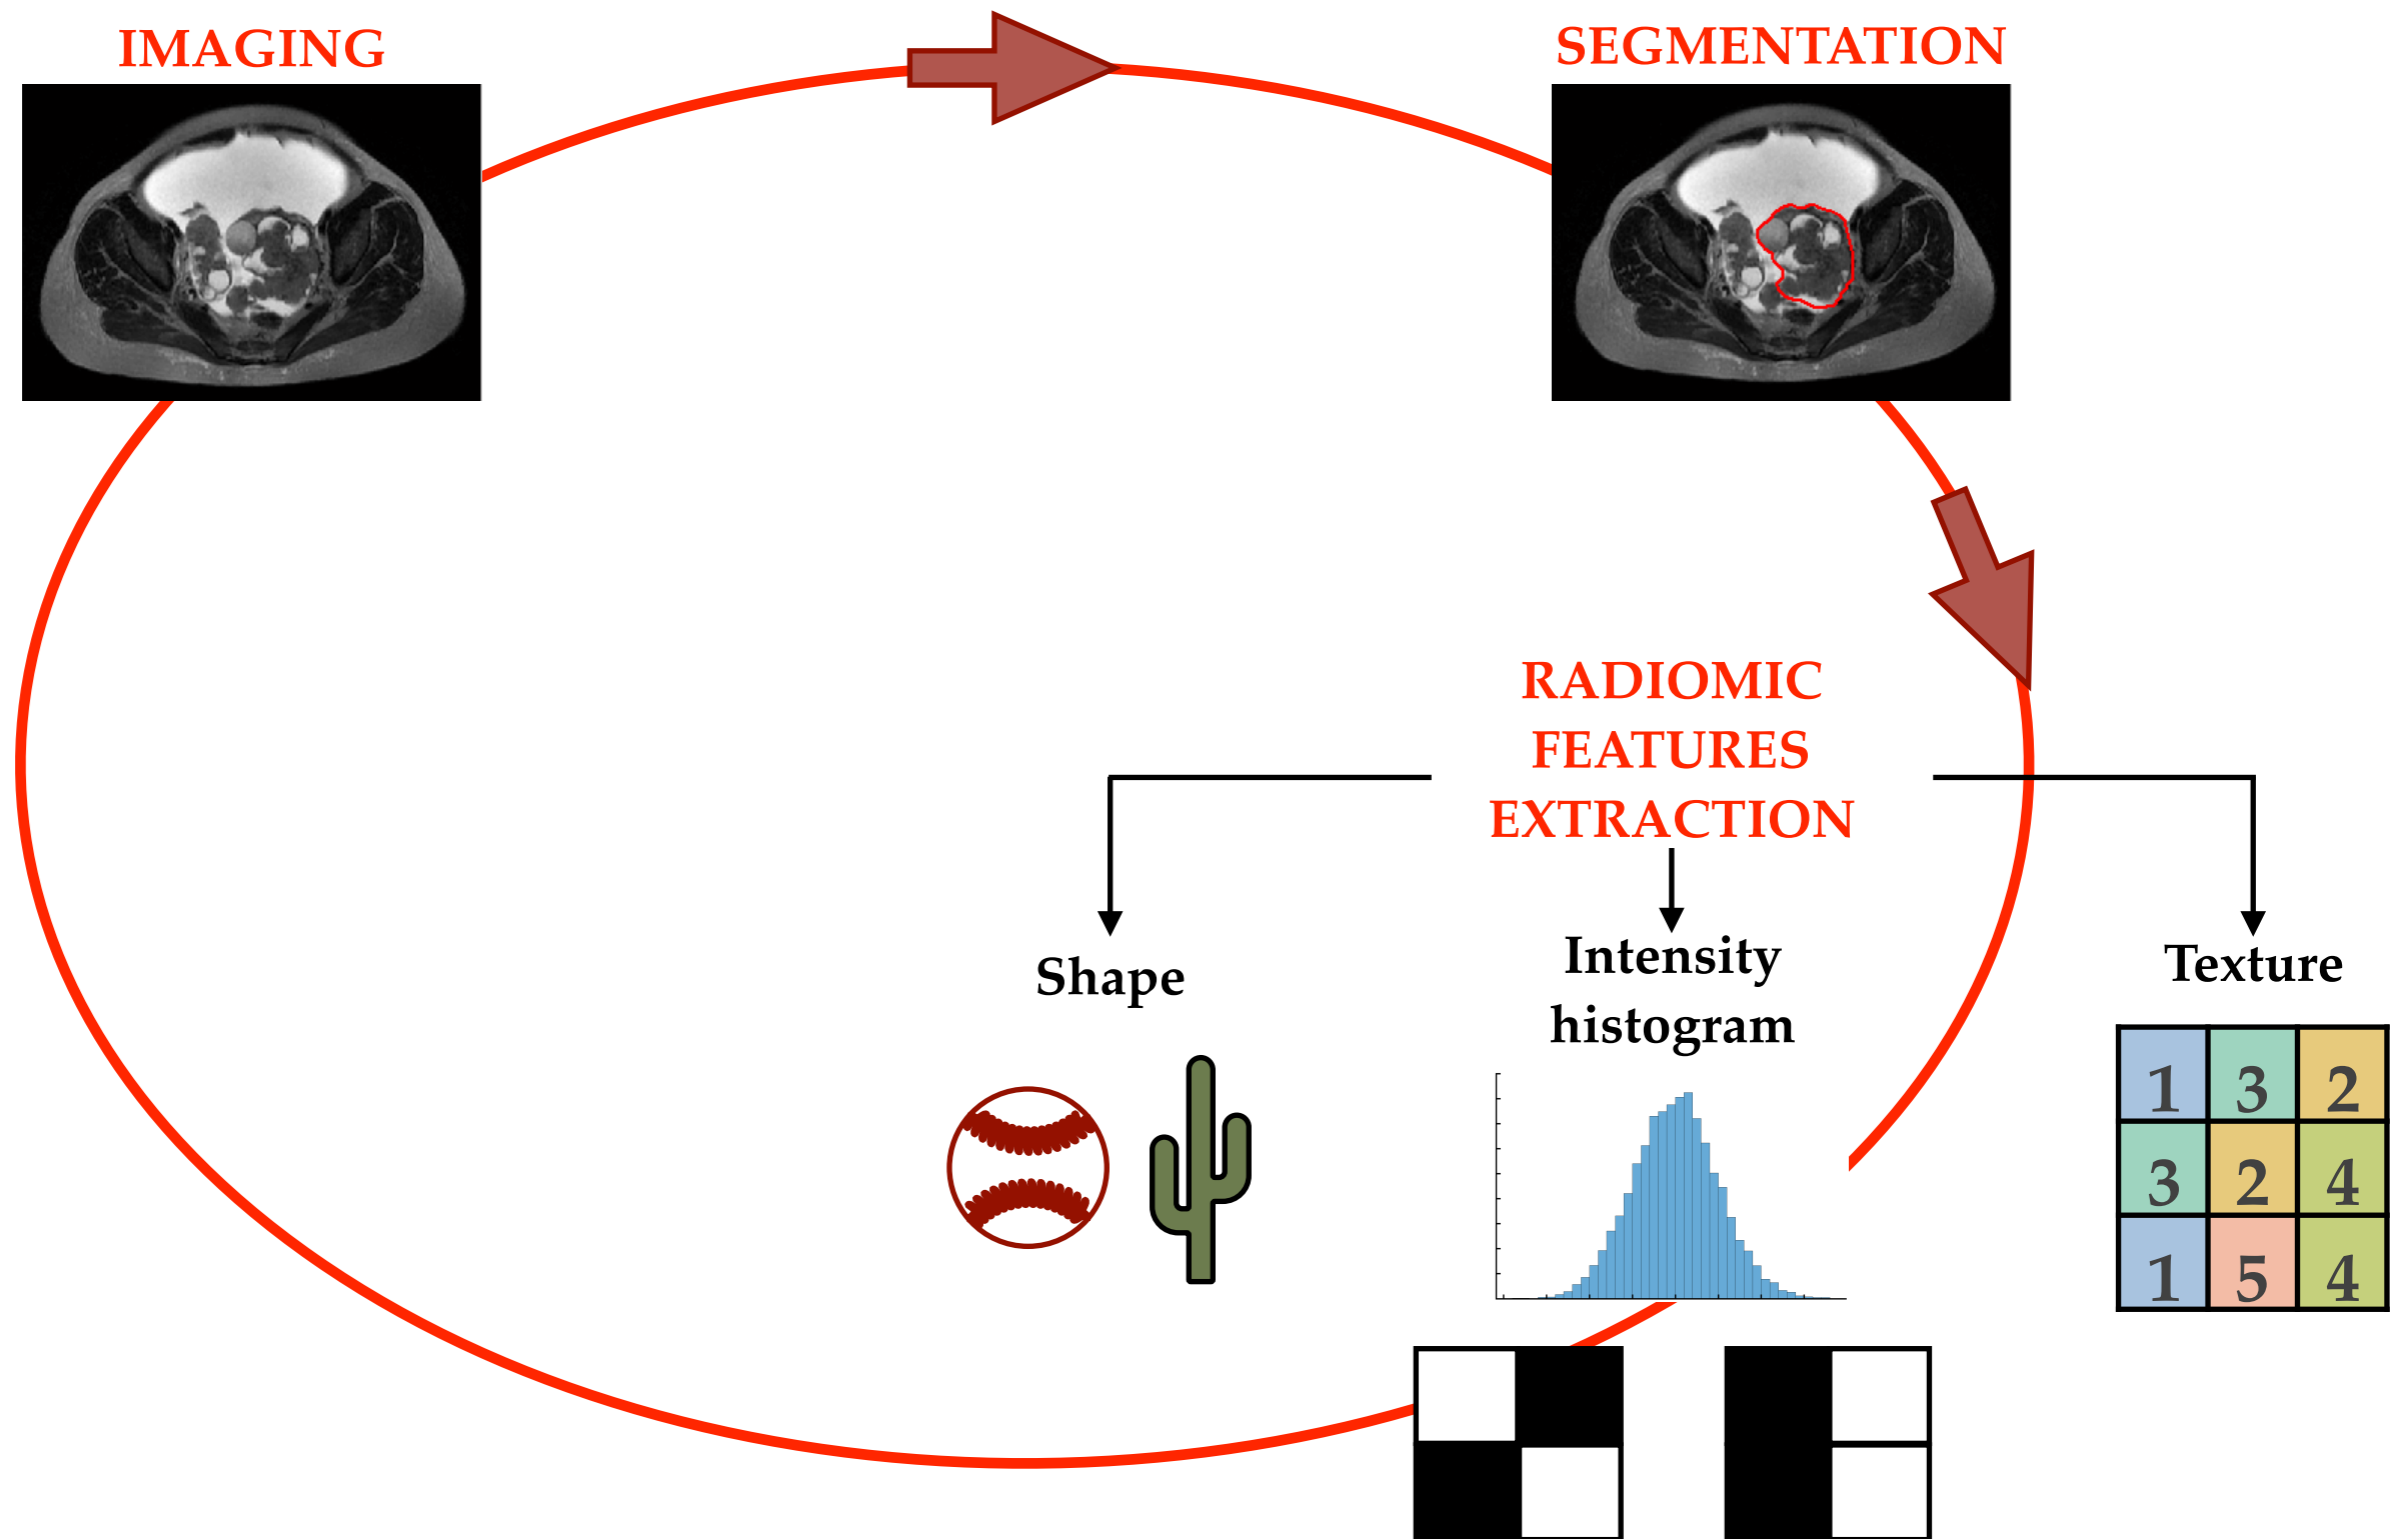 IMAGING
SEGMENTATION
RADIOMIC
FEATURES
EXTRACTION
Shape
Intensity
histogram
Texture
1 3 2
3 2 4
1 5 4